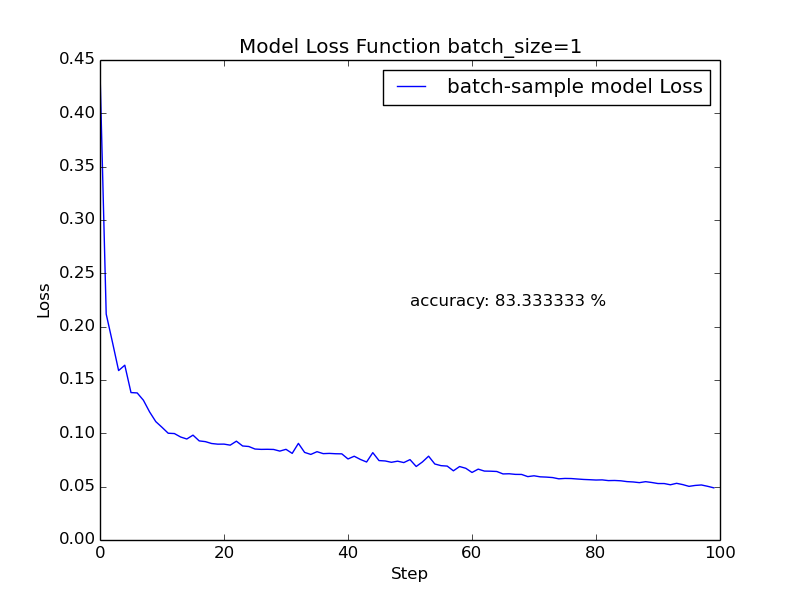 Model Loss Function batch_size=1
batch-sample model Loss
accuracy: 83.333333 %
Loss
0.45
0.40
0.35
0.30
0.25
0.20
0.15
0.10
0.05
0.00
0 20 40 60 80 100
Step